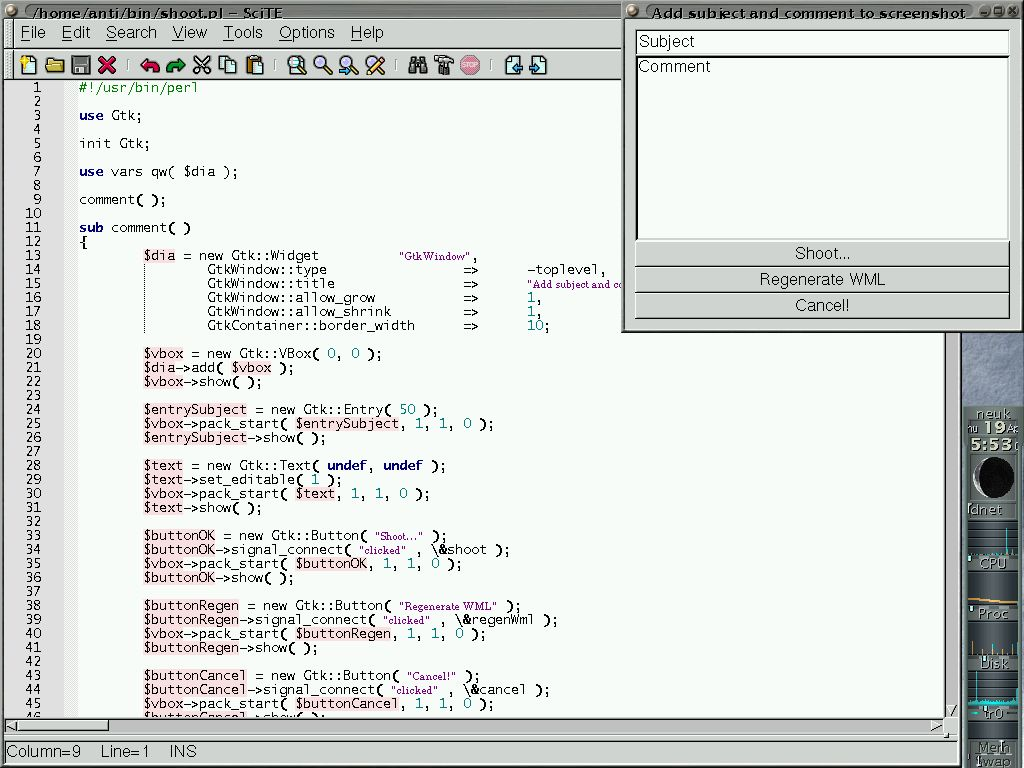 /home/anti/bin/shoot.pl - SciTE
File Edit Search View Tools Options Help
STOP
1 #!/usr/bin/perl
2
3 use Gtk;
4
5 init Gtk;
6
7 use vars qw( $dia );
8
9 comment( );
10
11 sub comment( )
12 {
13 $dia = new Gtk::Widget "GtkWindow",
14 GtkWindow::type => -toplevel,
15 GtkWindow::title => "Add subject and co
16 GtkWindow::allow_grow => 1,
17 GtkWindow::allow_shrink => 1,
18 GtkContainer::border_width => 10;
19
20 $vbox = new Gtk::VBox( 0, 0 );
21 $dia->add( $vbox );
22 $vbox->show( );
23
24 $entrySubject = new Gtk::Entry( 50 );
25 $vbox->pack_start( $entrySubject, 1, 1, 0 );
26 $entrySubject->show( );
27
28 $text = new Gtk::Text( undef, undef );
29 $text->set_editable( 1 );
30 $vbox->pack_start( $text, 1, 1, 0 );
31 $text->show( );
32
33 $buttonOK = new Gtk::Button( "Shoot..." );
34 $buttonOK->signal_connect( "clicked" , \&shoot );
35 $vbox->pack_start( $buttonOK, 1, 1, 0 );
36 $buttonOK->show( );
37
38 $buttonRegen = new Gtk::Button( "Regenerate WML" );
39 $buttonRegen->signal_connect( "clicked" , \&regenWml );
40 $vbox->pack_start( $buttonRegen, 1, 1, 0 );
41 $buttonRegen->show( );
42
43 $buttonCancel = new Gtk::Button( "Cancel!" );
44 $buttonCancel->signal_connect( "clicked" , \&cancel );
45 $vbox->pack_start( $buttonCancel, 1, 1, 0 );
46 $buttonCancel->show( );
Column=9 Line=1 INS
Add subject and comment to screenshot
Subject
Comment
Shoot...
Regenerate WML
Cancel!
neuk
19
5:53
dnet
CPU
Proc
Disk
tr0
Mem
Swap